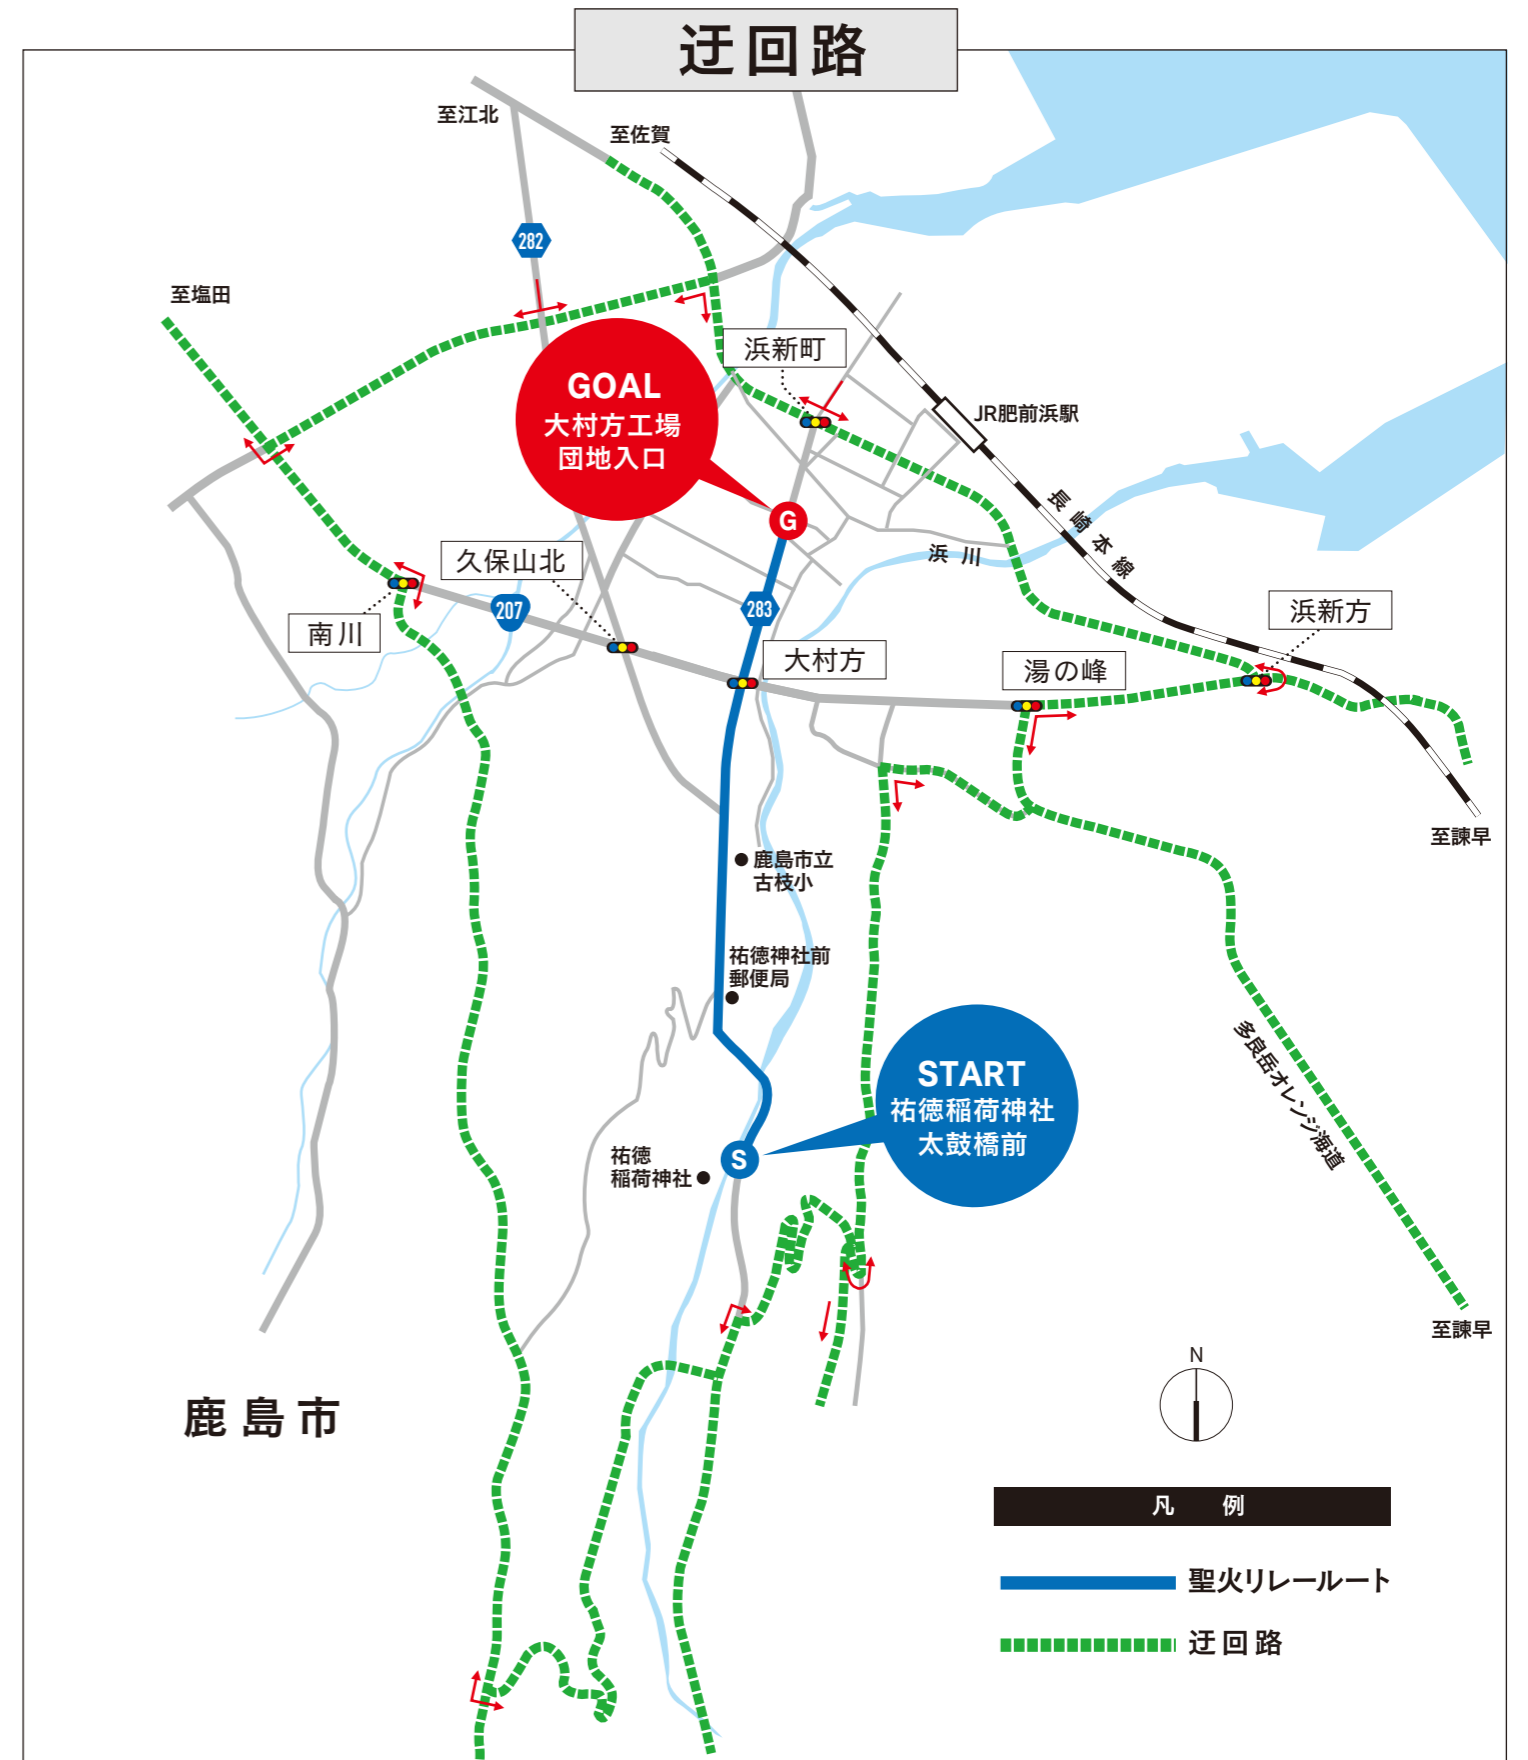 迂回路
至江北
至佐賀
282
至塩田
浜新町
GOAL
大村方工場
団地入口
JR肥前浜駅
G
長崎本線
久保山北
浜川
283
207
南川
浜新方
大村方
湯の峰
至諫早
鹿島市立
古枝小
祐徳神社前
郵便局
START
祐徳稲荷神社
太鼓橋前
多良岳オレンジ海道
S
祐徳
稲荷神社
至諫早
N
鹿島市
凡 例
聖火リレールート
迂回路